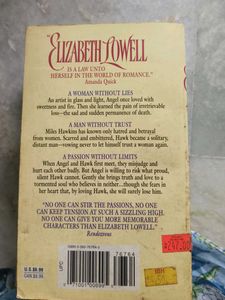 "ELIZABETH LOWELL
IS A LAW UNTO
HERSELF IN THE WORLD OF ROMANCE."
Amanda Quick
A WOMAN WITHOUT LIES
An artist in glass and light, Angel once loved with
sweetness and fire. Then she learned the pain of irretrievable
loss—the sad and sudden permanence of death.
A MAN WITHOUT TRUST
Miles Hawkins has known only hatred and betrayal
from women. Scarred and embittered, Hawk became a solitary,
distant man—vowing never to let himself trust a woman again.
A PASSION WITHOUT LIMITS
When Angel and Hawk first meet, they misjudge and
hurt each other badly. But Angel is willing to risk what proud,
silent Hawk cannot. Gently she brings truth and love to a
tormented soul who believes in neither...though she fears in
her heart that, by loving Hawk, she will surely lose him.
"NO ONE CAN STIR THE PASSIONS, NO ONE
CAN KEEP TENSION AT SUCH A SIZZLING HIGH,
NO ONE CAN GIVE YOU MORE MEMORABLE
CHARACTERS THAN ELIZABETH LOWELL."
Rendezvous
76764
UPC